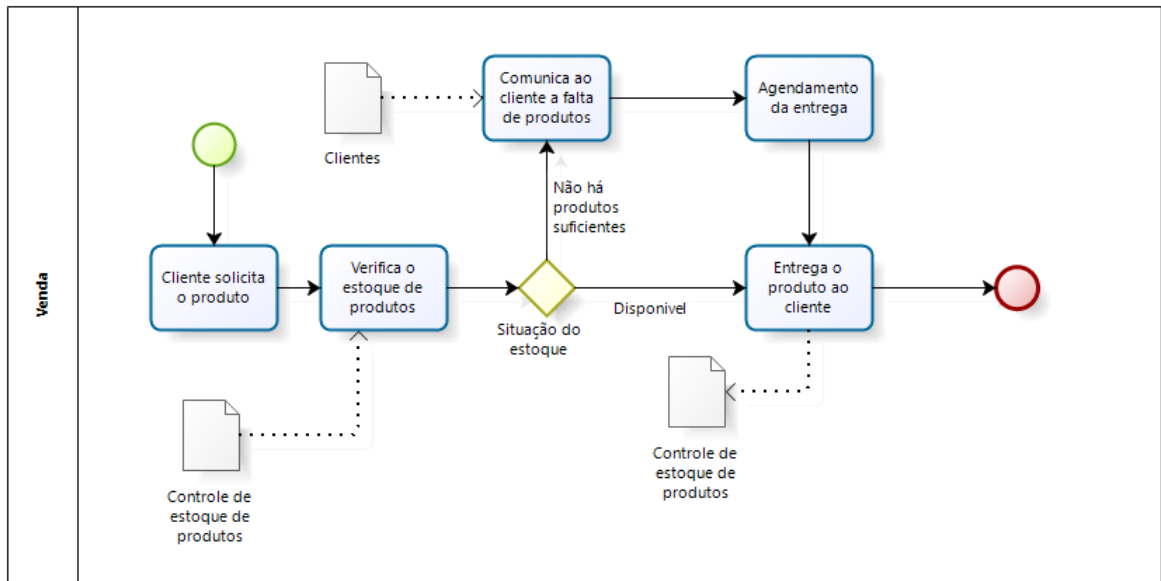 Venda
Comunica ao
cliente a falta
de produtos
Agendamento
da entrega
Clientes
Não há
produtos
suficientes
Cliente solicita
o produto
Verifica o
estoque de
produtos
Situação do
estoque
Disponivel
Entrega o
produto ao
cliente
Controle de
estoque de
produtos
Controle de
estoque de
produtos